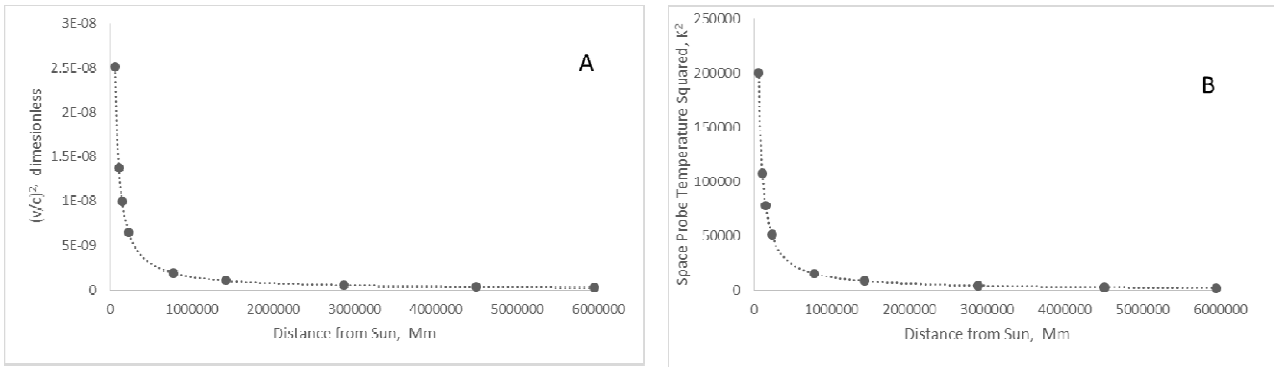 3E-08
2.5E-08
2E-08
1.5E-08
1E-08
5E-09
0
(v/c)², dimesionless
A
0 1000000 2000000 3000000 4000000 5000000 6000000
Distance from Sun, Mm
250000
200000
150000
100000
50000
0
Space Probe Temperature Squared, K²
B
0 1000000 2000000 3000000 4000000 5000000 6000000
Distance from Sun, Mm